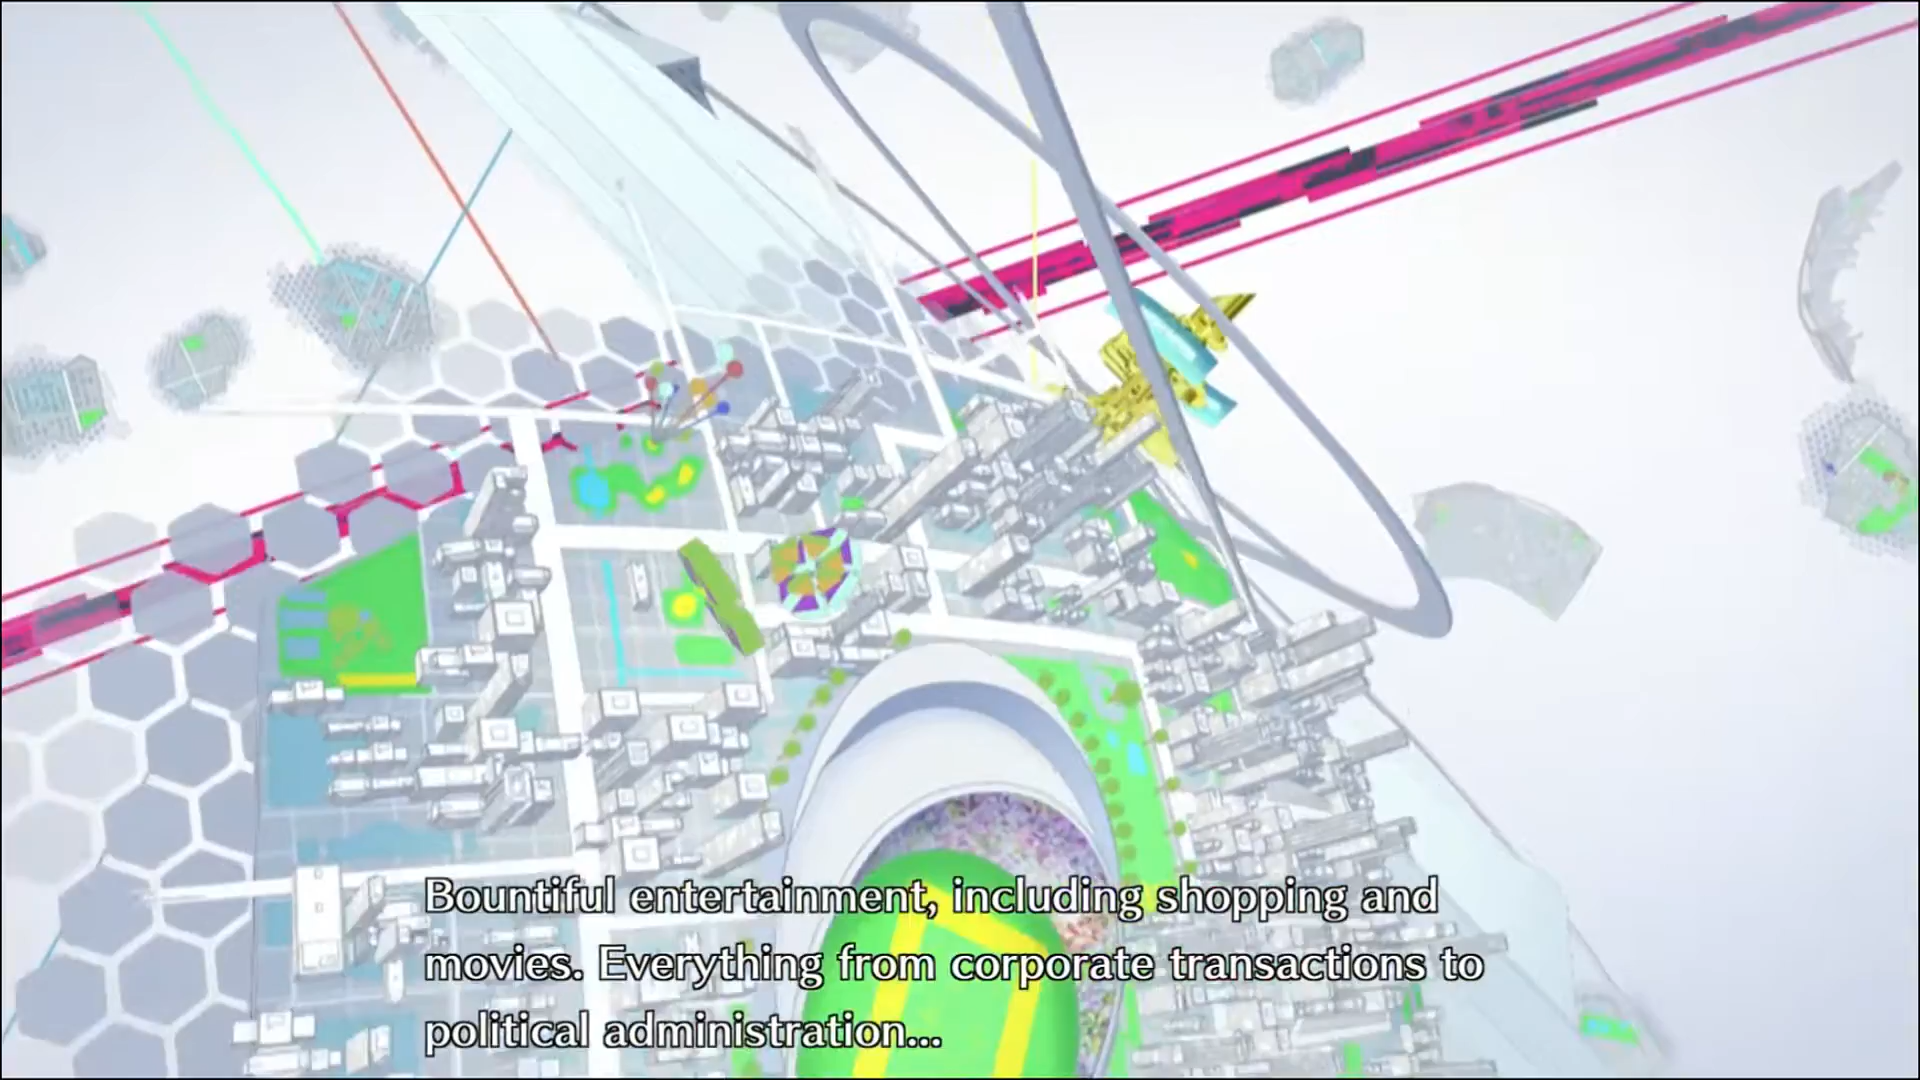 Bountiful entertainment, including shopping and
movies. Everything from corporate transactions to
political administration...